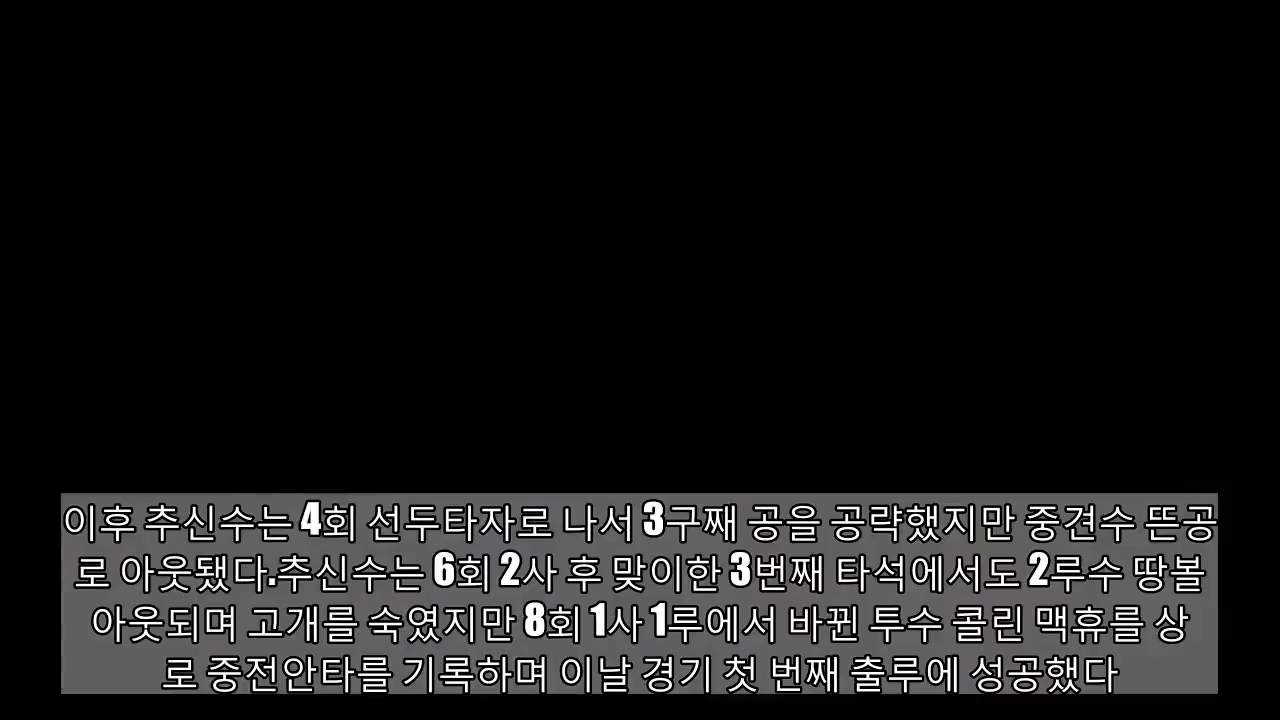 이후 추신수는 4회 선두타자로 나서 3구째 공을 공략했지만 중견수 뜬공
로 아웃됐다.추신수는 6회 2사 후 맞이한 3번째 타석에서도 2루수 땅볼
아웃되며 고개를 숙였지만 8회 1사 1루에서 바뀐 투수 콜린 맥휴를 상
로 중전안타를 기록하며 이날 경기 첫 번째 출루에 성공했다